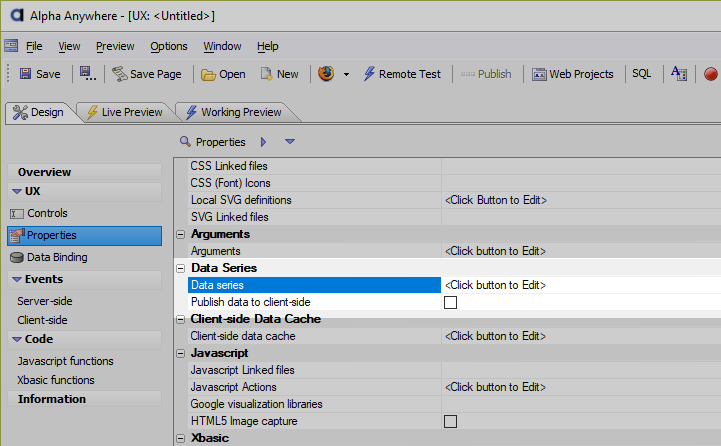 Alpha Anywhere - [UX: <Untitled>]
File View Preview Options Window Help
Save Save Page Open New Remote Test Publish Web Projects SQL
Design Live Preview Working Preview
Properties
Overview
UX
Controls
Properties
Data Binding
Events
Server-side
Client-side
Code
Javascript functions
Xbasic functions
Information
CSS Linked files
CSS (Font) Icons
Local SVG definitions <Click Button to Edit>
SVG Linked files
Arguments
Arguments <Click button to Edit>
Data Series
Data series <Click button to Edit>
Publish data to client-side
Client-side Data Cache
Client-side data cache <Click button to Edit>
Javascript
Javascript Linked files
Javascript Actions <Click button to Edit>
Google visualization libraries
HTML5 Image capture
Xbasic